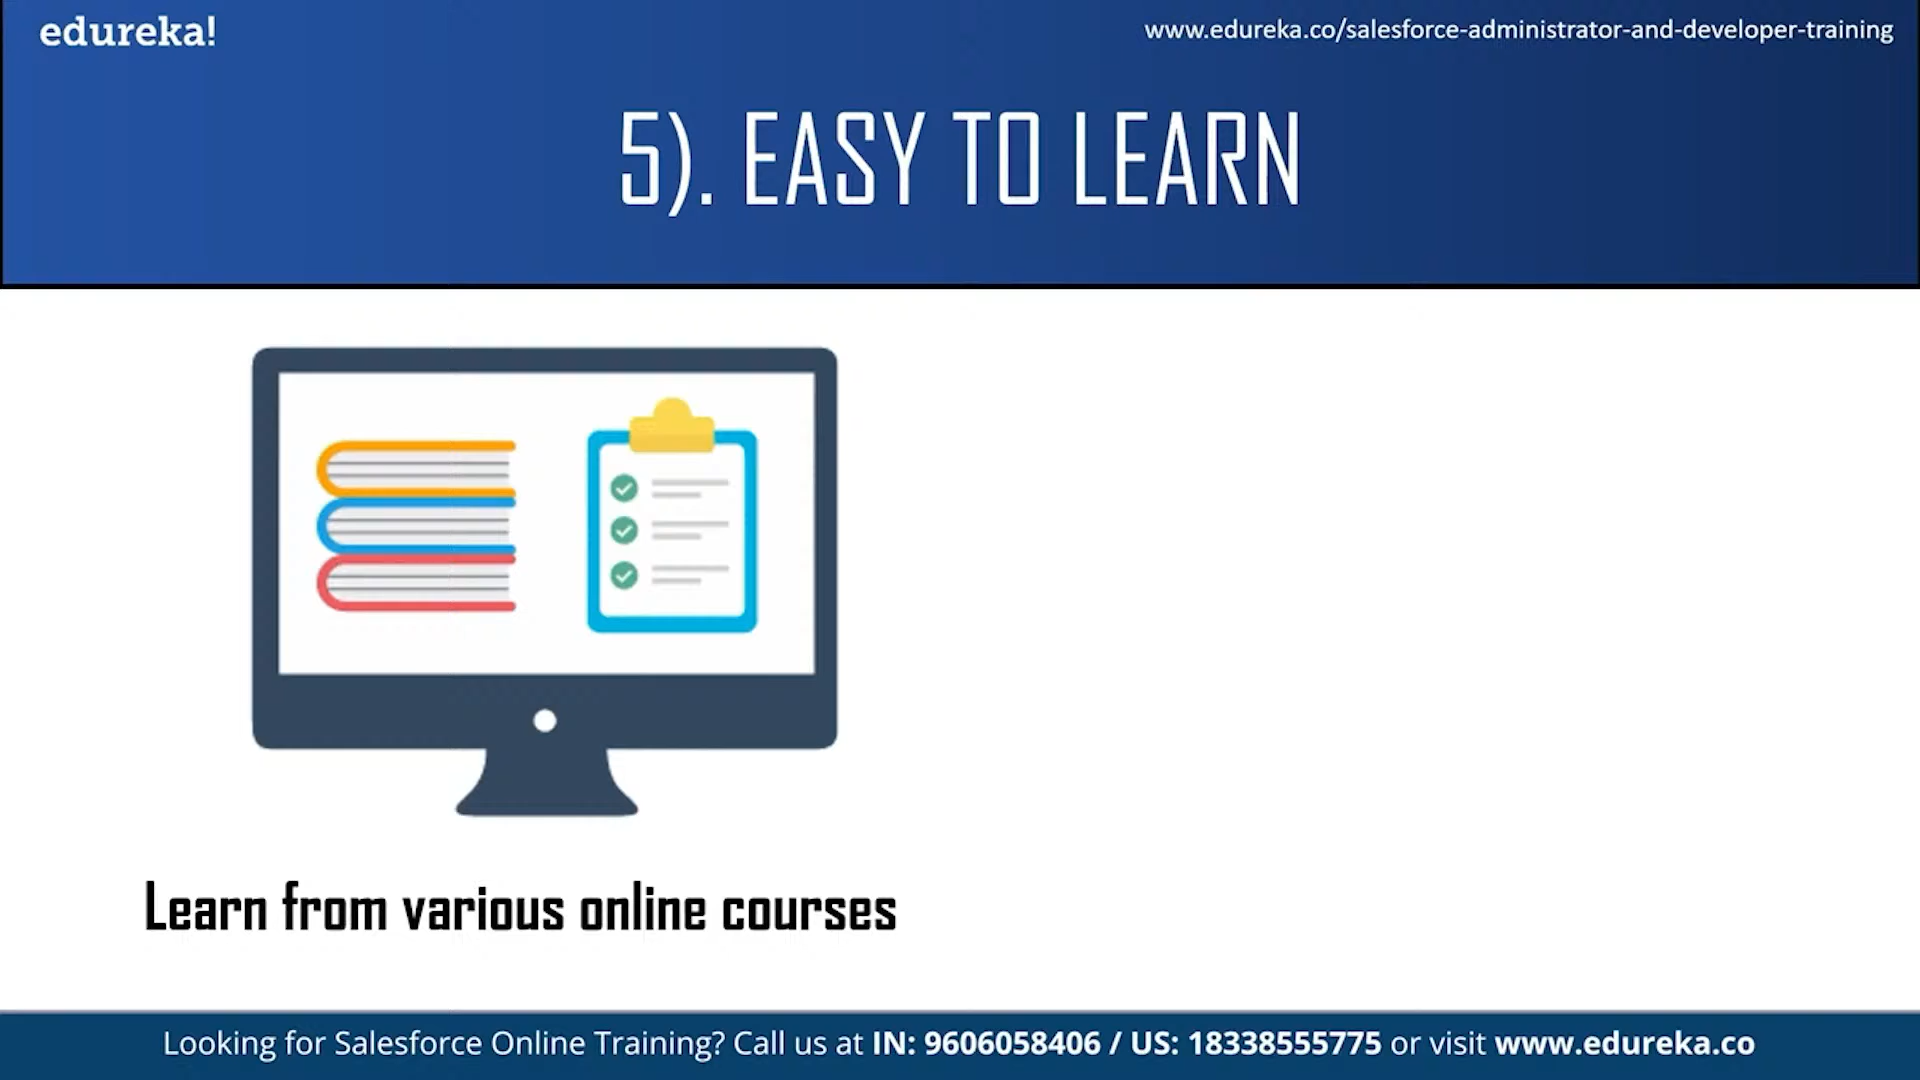 edureka!
www.edureka.co/salesforce-administrator-and-developer-training
5). EASY TO LEARN
Learn from various online courses
Looking for Salesforce Online Training? Call us at IN: 9606058406 / US: 18338555775 or visit www.edureka.co